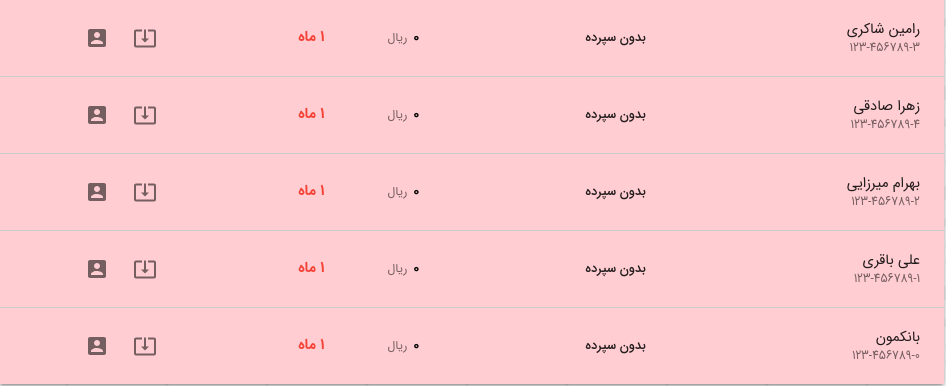 رامین شاکری
۱۲۳-۴۵۶۷۸۹-۳
بدون سپرده
۰ ریال
۱ ماه
زهرا صادقی
۱۲۳-۴۵۶۷۸۹-۴
بدون سپرده
۰ ریال
۱ ماه
بهرام میرزایی
۱۲۳-۴۵۶۷۸۹-۲
بدون سپرده
۰ ریال
۱ ماه
علی باقری
۱۲۳-۴۵۶۷۸۹-۱
بدون سپرده
۰ ریال
۱ ماه
بانکمون
۱۲۳-۴۵۶۷۸۹-۰
بدون سپرده
۰ ریال
۱ ماه